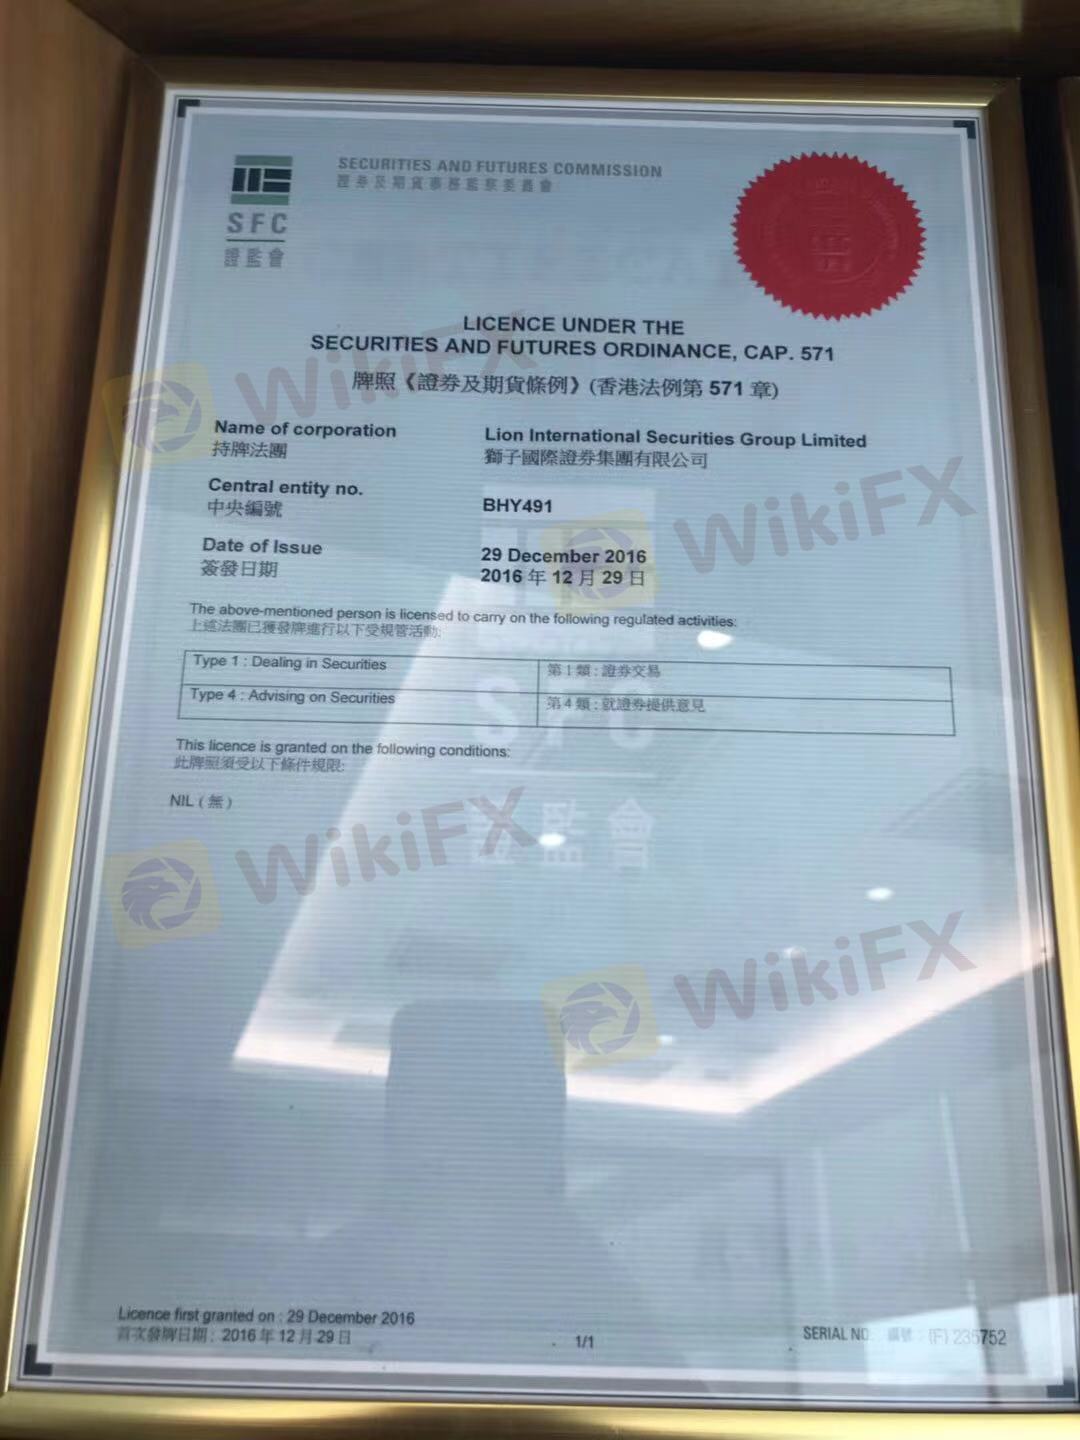 SFC
證監會
SECURITIES AND FUTURES COMMISSION
證券及期貨事務監察委員會
LICENCE UNDER THE
SECURITIES AND FUTURES ORDINANCE, CAP. 571
牌照《證券及期貨條例》(香港法例第 571 章)
Name of corporation
持牌法團
Lion International Securities Group Limited
獅子國際證券集團有限公司
Central entity no.
中央編號
BHY491
Date of Issue
簽發日期
29 December 2016
2016 年 12 月 29 日
The above-mentioned person is licensed to carry on the following regulated activities:
上述法團已獲發牌進行以下受規管活動:
Type 1 : Dealing in Securities
第 1 類 : 證券交易
Type 4 : Advising on Securities
第 4 類 : 就證券提供意見
This licence is granted on the following conditions:
此牌照須受以下條件規限:
NIL ( 無 )
SFC
證監會
Licence first granted on : 29 December 2016
首次發牌日期 : 2016 年 12 月 29 日
1/1
SERIAL NO. 編號 : (F) 235752
WikiFX
WikiFX
WikiFX
WikiFX